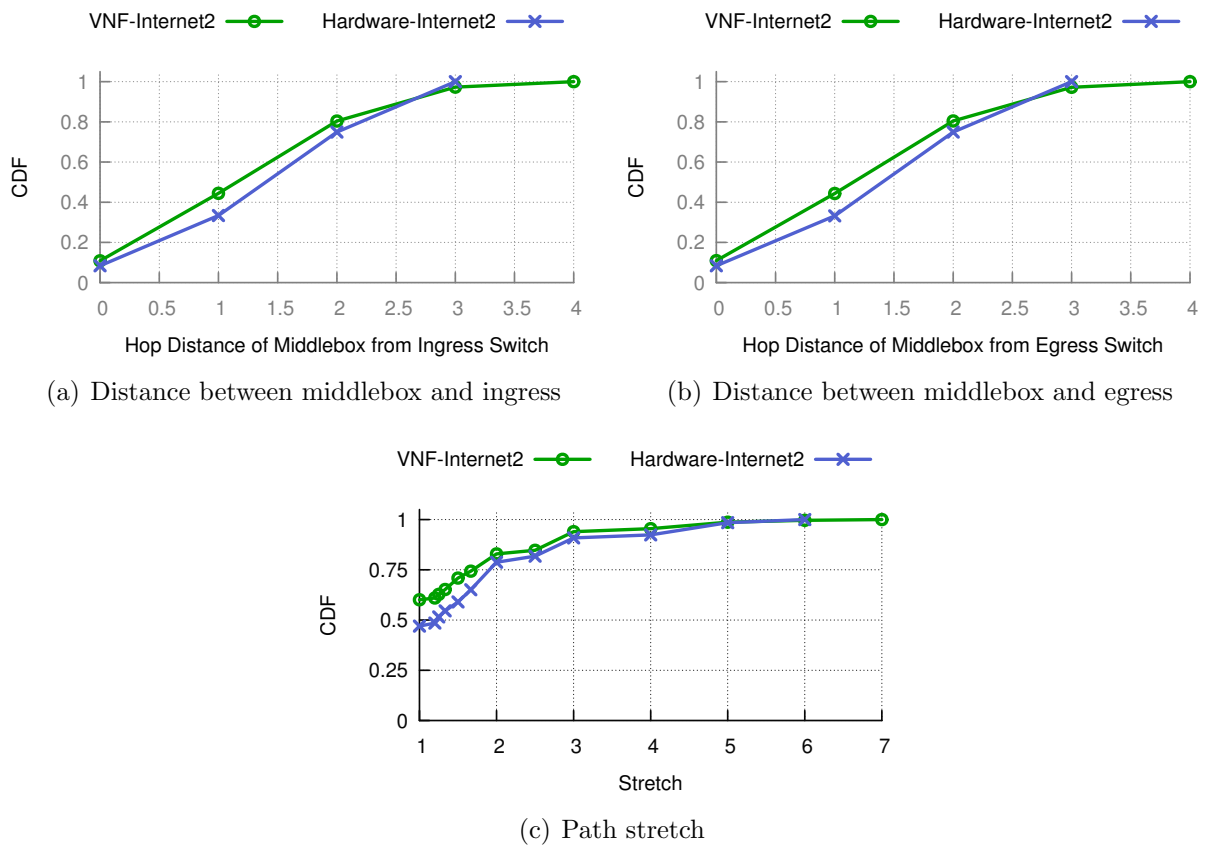 VNF-Internet2 Hardware-Internet2
CDF
1
0.8
0.6
0.4
0.2
0
0 0.5 1 1.5 2 2.5 3 3.5 4
Hop Distance of Middlebox from Ingress Switch
(a) Distance between middlebox and ingress
VNF-Internet2 Hardware-Internet2
CDF
1
0.8
0.6
0.4
0.2
0
0 0.5 1 1.5 2 2.5 3 3.5 4
Hop Distance of Middlebox from Egress Switch
(b) Distance between middlebox and egress
VNF-Internet2 Hardware-Internet2
CDF
1
0.75
0.5
0.25
0
1 2 3 4 5 6 7
Stretch
(c) Path stretch